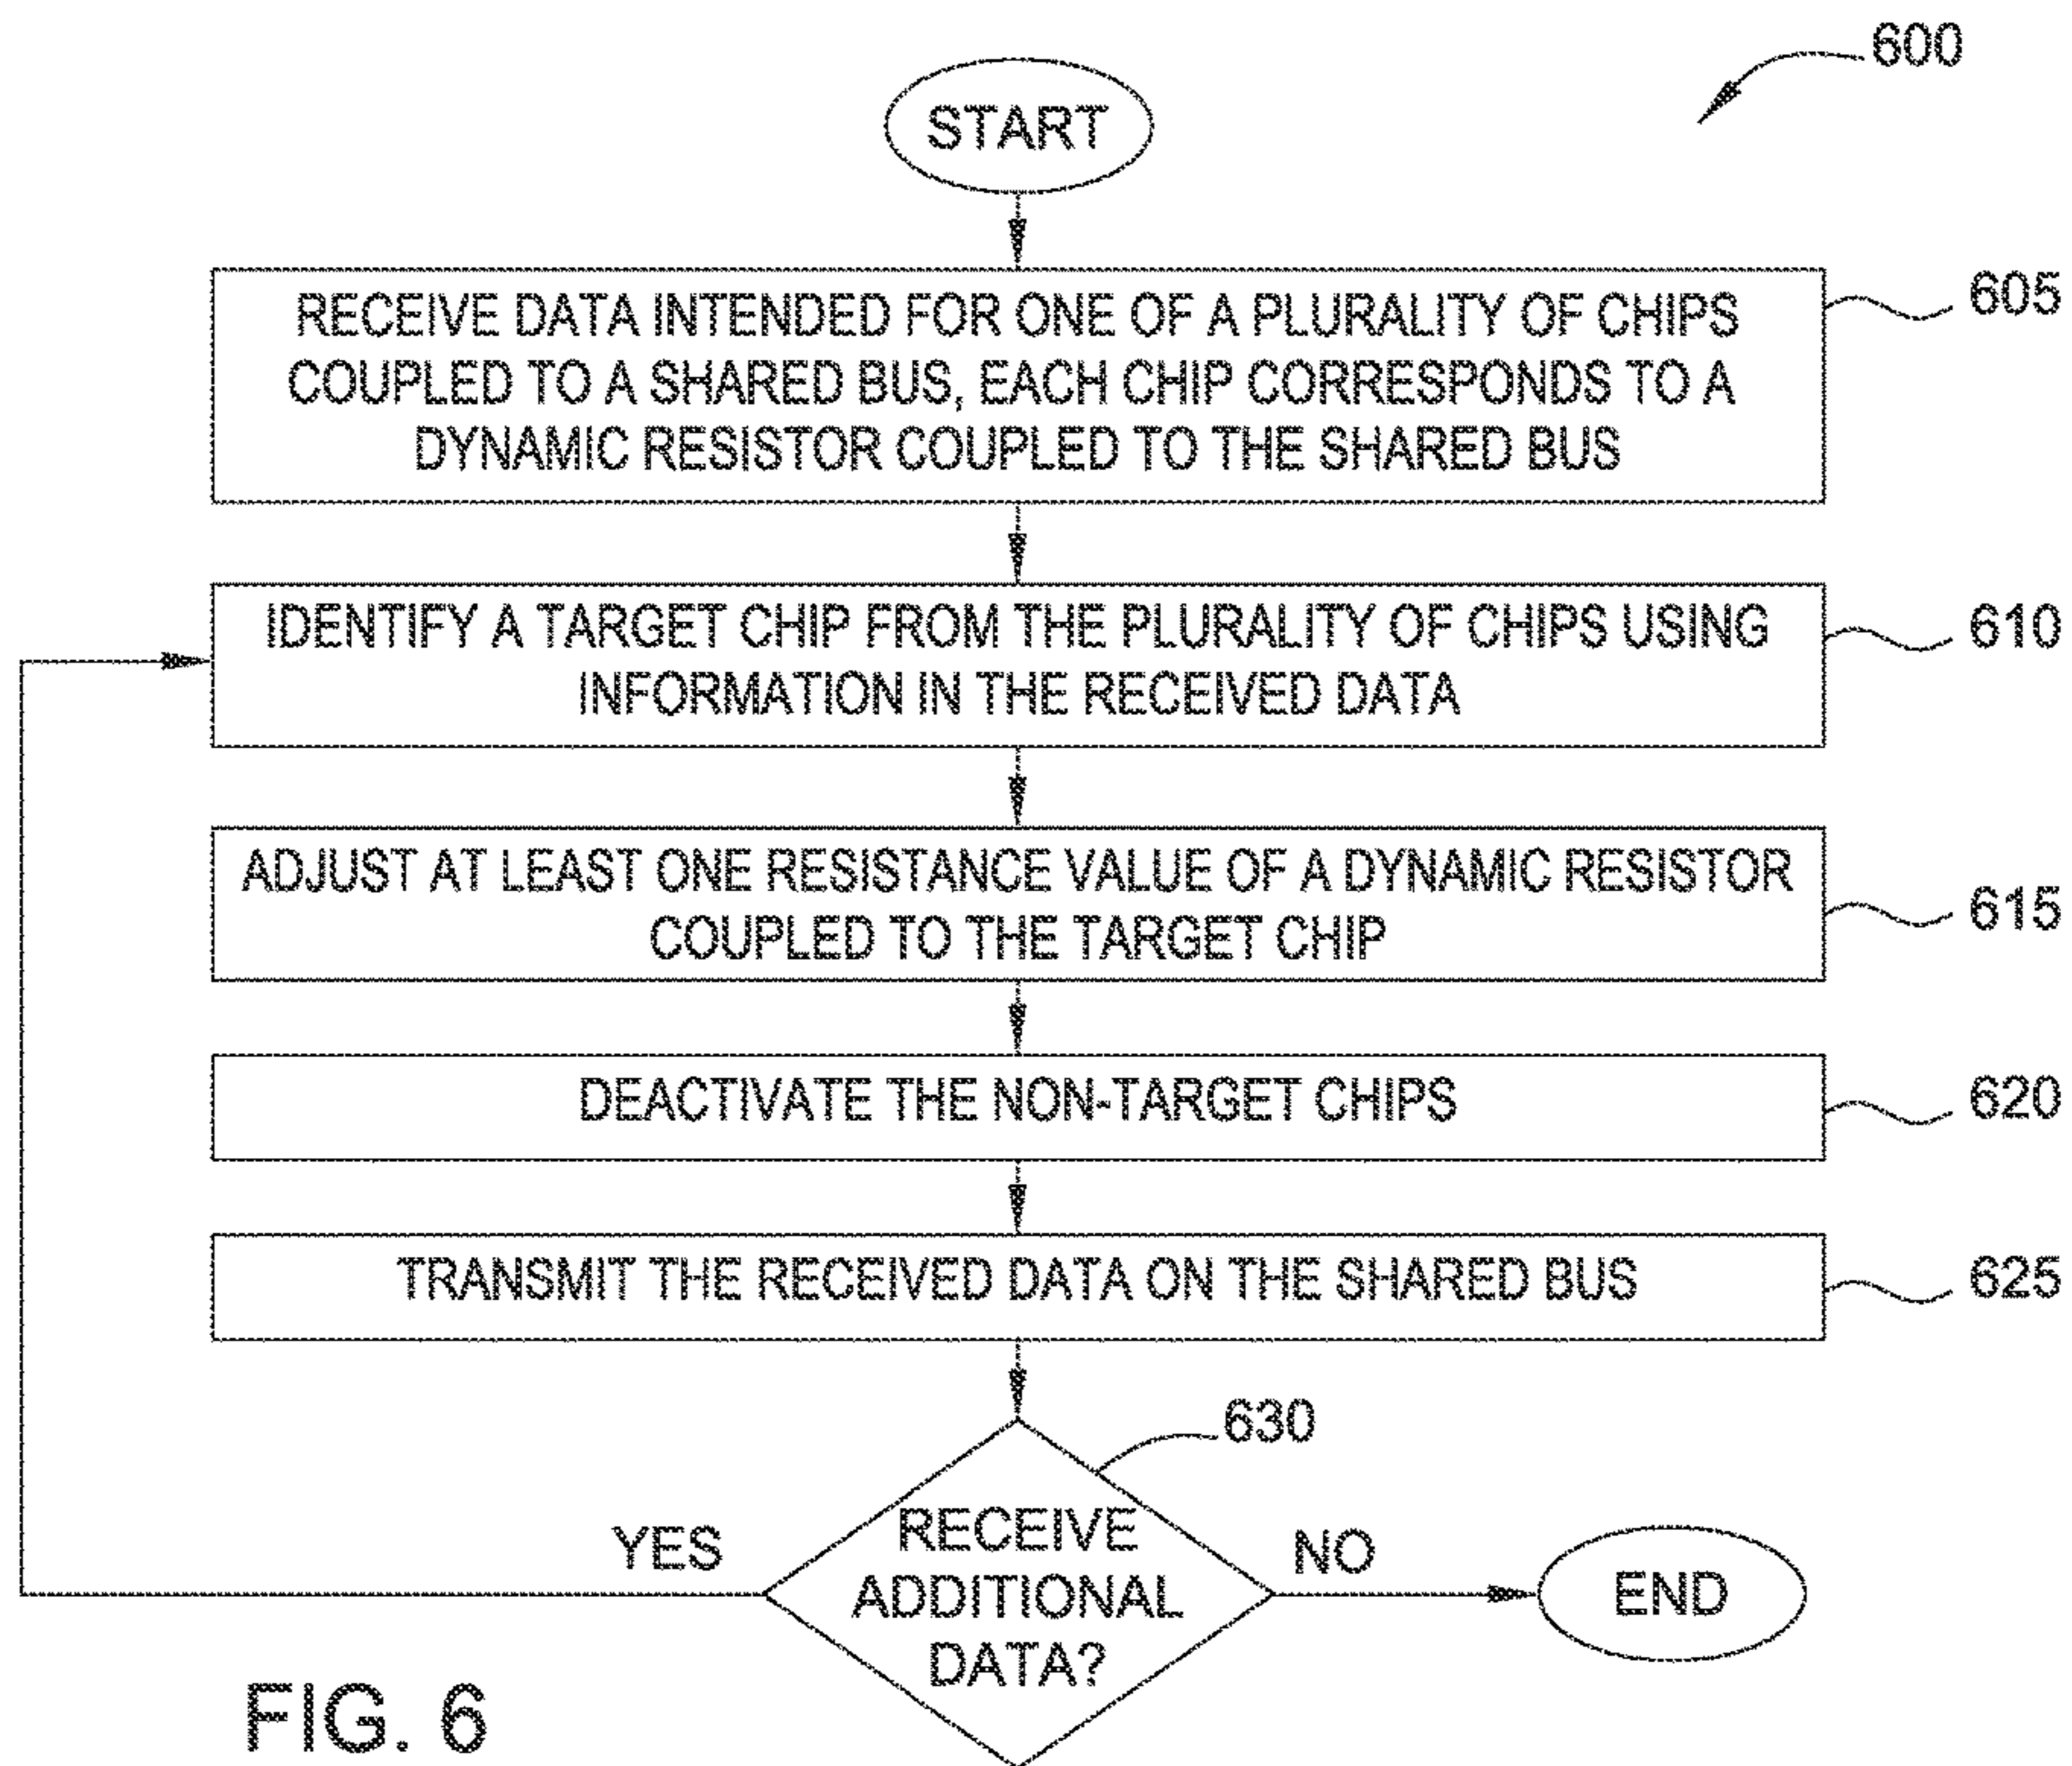 600
START
RECEIVE DATA INTENDED FOR ONE OF A PLURALITY OF CHIPS
COUPLED TO A SHARED BUS, EACH CHIP CORRESPONDS TO A
DYNAMIC RESISTOR COUPLED TO THE SHARED BUS
605
IDENTIFY A TARGET CHIP FROM THE PLURALITY OF CHIPS USING
INFORMATION IN THE RECEIVED DATA
610
ADJUST AT LEAST ONE RESISTANCE VALUE OF A DYNAMIC RESISTOR
COUPLED TO THE TARGET CHIP
615
DEACTIVATE THE NON-TARGET CHIPS
620
TRANSMIT THE RECEIVED DATA ON THE SHARED BUS
625
630
RECEIVE
ADDITIONAL
DATA?
YES
NO
END
FIG. 6